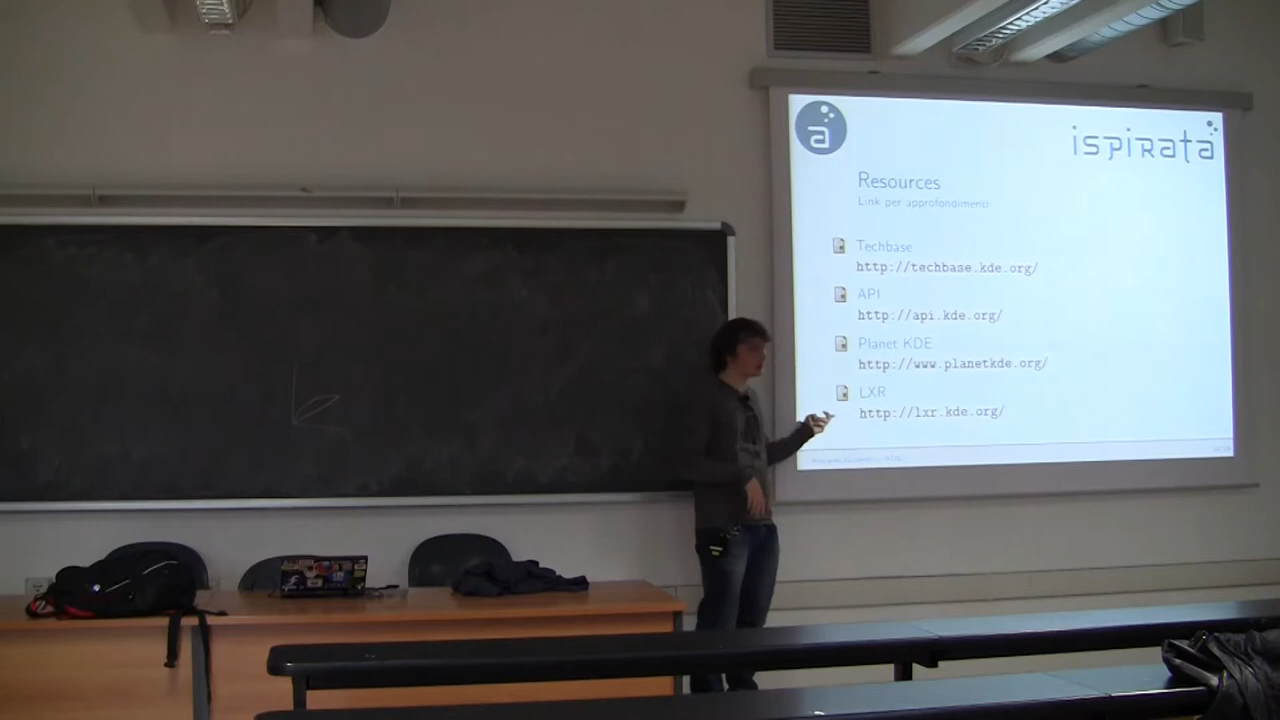 a
ispirata
Resources
Link per approfondimenti
Techbase
http://techbase.kde.org/
API
http://api.kde.org/
Planet KDE
http://www.planetkde.org/
LXR
http://lxr.kde.org/